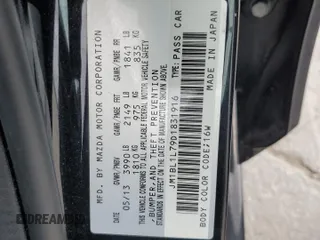 MFD. BY MAZDA MOTOR CORPORATION
05/13 3990 LB 2149 LB 1841 LB
1810 KG 975 KG 835 KG
GVWR/PNBV GAWR/PNBE FR GAWR/PNBE RR
THIS VEHICLE CONFORMS TO ALL
APPLICABLE FEDERAL MOTOR VEHICLE SAFETY,
BUMPER, AND THEFT PREVENTION
STANDARDS IN EFFECT ON THE DATE OF
MANUFACTURE SHOWN ABOVE.
JM1BL1L79D1831916 TYPE: PASS CAR
BODY COLOR CODE: 16W MADE IN JAPAN